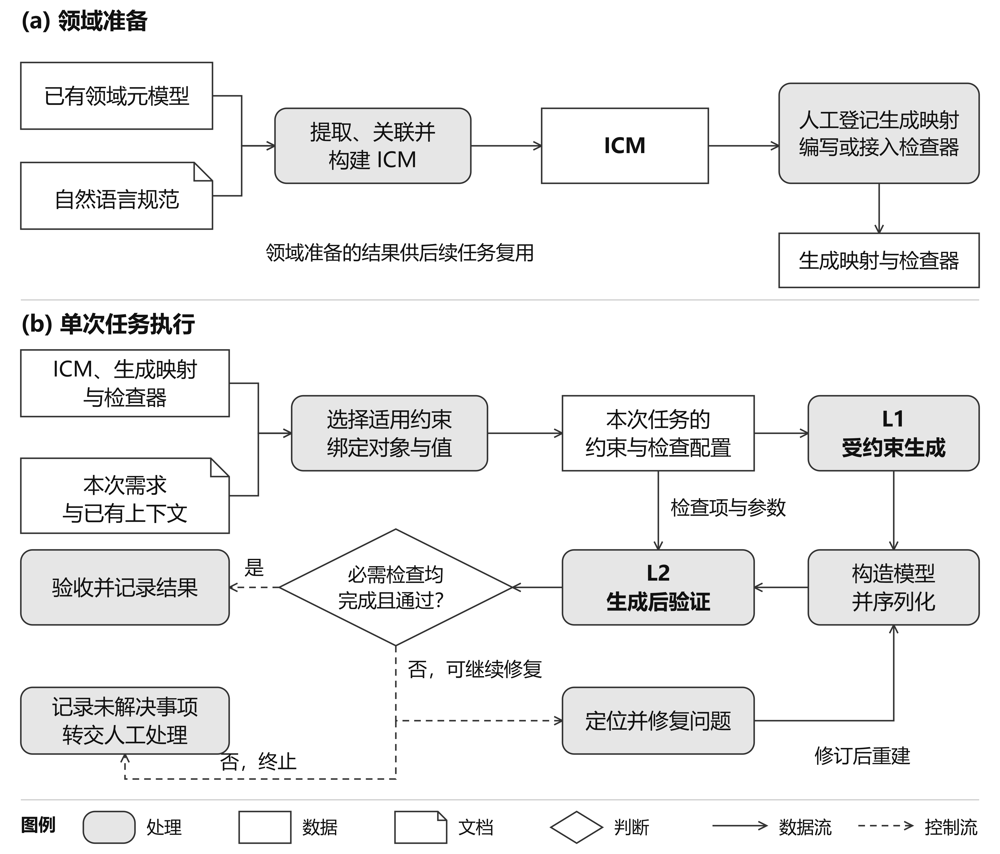 (a) 领域准备
已有领域元模型
自然语言规范
提取、关联并
构建 ICM
ICM
人工登记生成映射
编写或接入检查器
生成映射与检查器
领域准备的结果供后续任务复用
(b) 单次任务执行
ICM、生成映射
与检查器
本次需求
与已有上下文
选择适用约束
绑定对象与值
本次任务的
约束与检查配置
L1
受约束生成
检查项与参数
验收并记录结果
是
必需检查均
完成且通过?
L2
生成后验证
构造模型
并序列化
否，可继续修复
记录未解决事项
转交人工处理
定位并修复问题
否，终止
修订后重建
图例
处理
数据
文档
判断
数据流
控制流